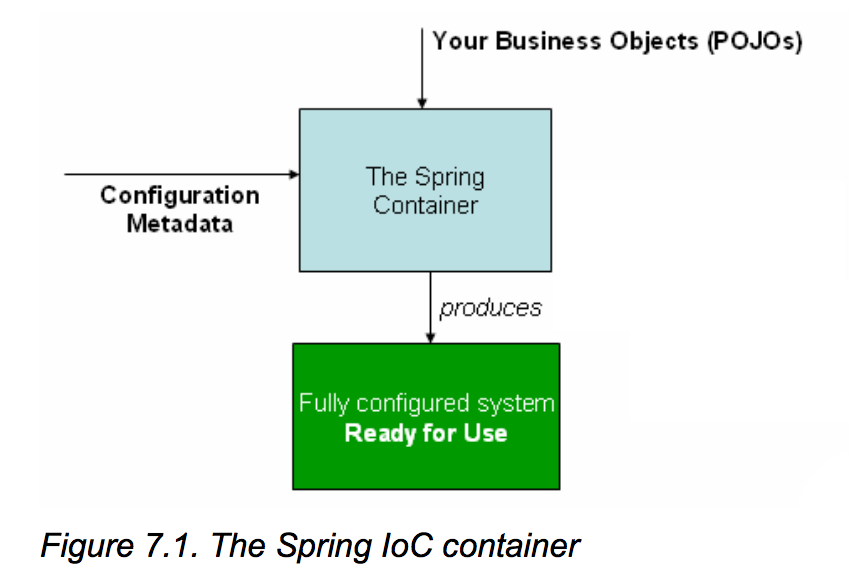 Your Business Objects (POJOs)
The Spring
Container
Configuration
Metadata
produces
Fully configured system
Ready for Use
Figure 7.1. The Spring IoC container